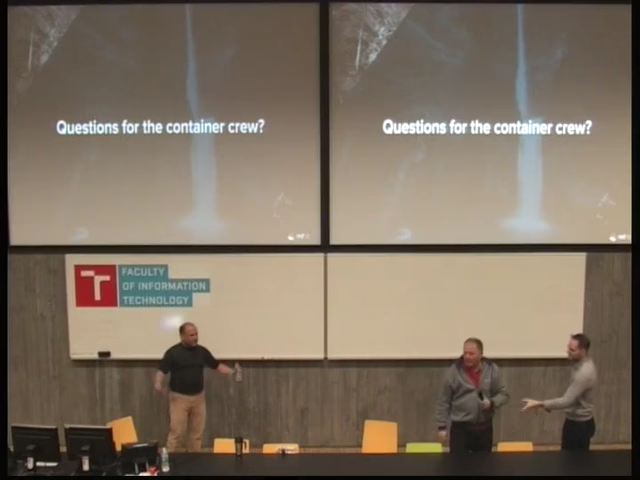 Questions for the container crew?
Questions for the container crew?
T
FACULTY
OF INFORMATION
TECHNOLOGY